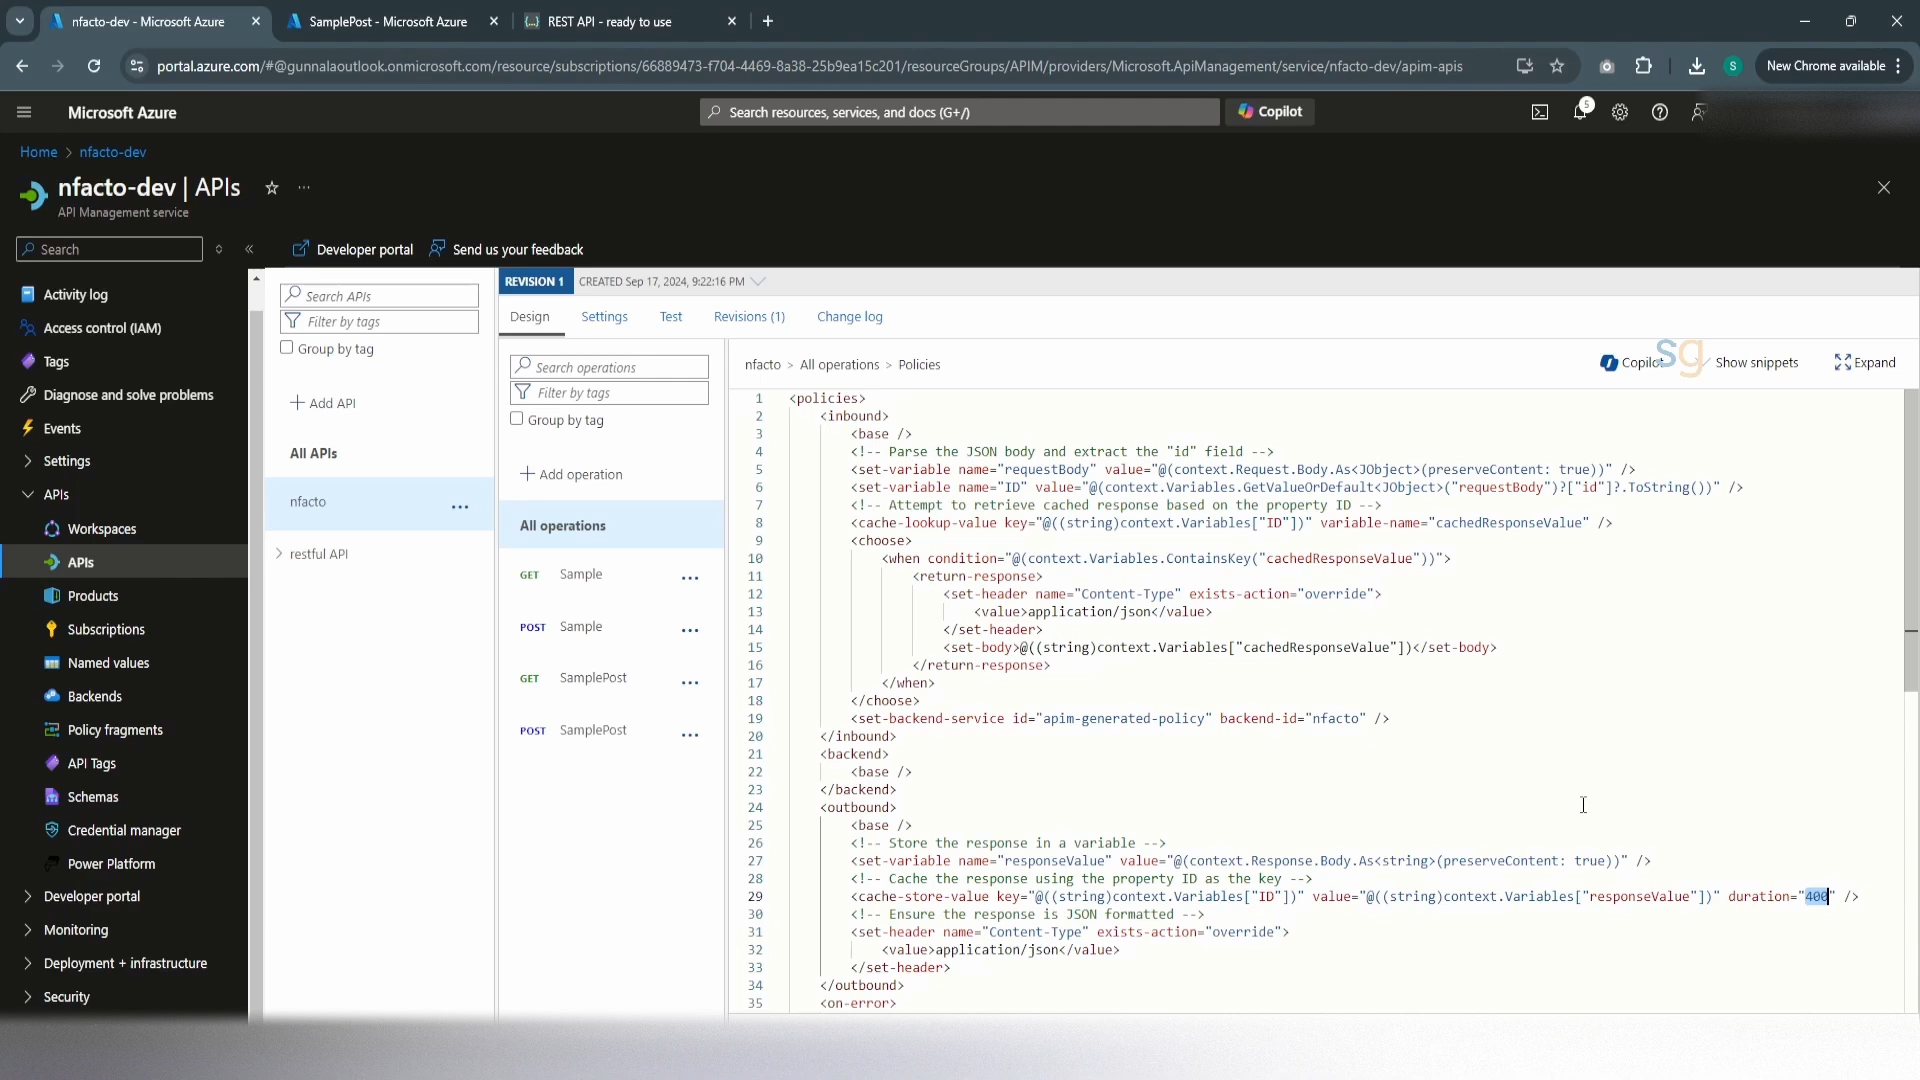 nfacto-dev - Microsoft Azure
SamplePost - Microsoft Azure
REST API - ready to use
portal.azure.com/#@gunnalaoutlook.onmicrosoft.com/resource/subscriptions/66889473-f704-4469-8a38-25b9ea15c201/resourceGroups/APIM/providers/Microsoft.ApiManagement/service/nfacto-dev/apim-apis
S
New Chrome available
Microsoft Azure
Search resources, services, and docs (G+/)
Copilot
5
Home > nfacto-dev
nfacto-dev | APIs
API Management service
Search
Developer portal
Send us your feedback
Activity log
Access control (IAM)
Tags
Diagnose and solve problems
Events
Settings
APIs
Workspaces
APIs
Products
Subscriptions
Named values
Backends
Policy fragments
API Tags
Schemas
Credential manager
Power Platform
Developer portal
Monitoring
Deployment + infrastructure
Security
Search APIs
Filter by tags
Group by tag
Add API
All APIs
nfacto
restful API
REVISION 1
CREATED Sep 17, 2024, 9:22:16 PM
Design
Settings
Test
Revisions (1)
Change log
Search operations
Filter by tags
Group by tag
Add operation
All operations
GET Sample
POST Sample
GET SamplePost
POST SamplePost
nfacto > All operations > Policies
Copilot
sg
Show snippets
Expand
1 <policies>
2 <inbound>
3 <base />
4 <!-- Parse the JSON body and extract the "id" field -->
5 <set-variable name="requestBody" value="@(context.Request.Body.As<JObject>(preserveContent: true))" />
6 <set-variable name="ID" value="@(context.Variables.GetValueOrDefault<JObject>("requestBody")?["id"]?.ToString())" />
7 <!-- Attempt to retrieve cached response based on the property ID -->
8 <cache-lookup-value key="@((string)context.Variables["ID"])" variable-name="cachedResponseValue" />
9 <choose>
10 <when condition="@(context.Variables.ContainsKey("cachedResponseValue"))">
11 <return-response>
12 <set-header name="Content-Type" exists-action="override">
13 <value>application/json</value>
14 </set-header>
15 <set-body>@((string)context.Variables["cachedResponseValue"])</set-body>
16 </return-response>
17 </when>
18 </choose>
19 <set-backend-service id="apim-generated-policy" backend-id="nfacto" />
20 </inbound>
21 <backend>
22 <base />
23 </backend>
24 <outbound>
25 <base />
26 <!-- Store the response in a variable -->
27 <set-variable name="responseValue" value="@(context.Response.Body.As<string>(preserveContent: true))" />
28 <!-- Cache the response using the property ID as the key -->
29 <cache-store-value key="@((string)context.Variables["ID"])" value="@((string)context.Variables["responseValue"])" duration="400" />
30 <!-- Ensure the response is JSON formatted -->
31 <set-header name="Content-Type" exists-action="override">
32 <value>application/json</value>
33 </set-header>
34 </outbound>
35 <on-error>